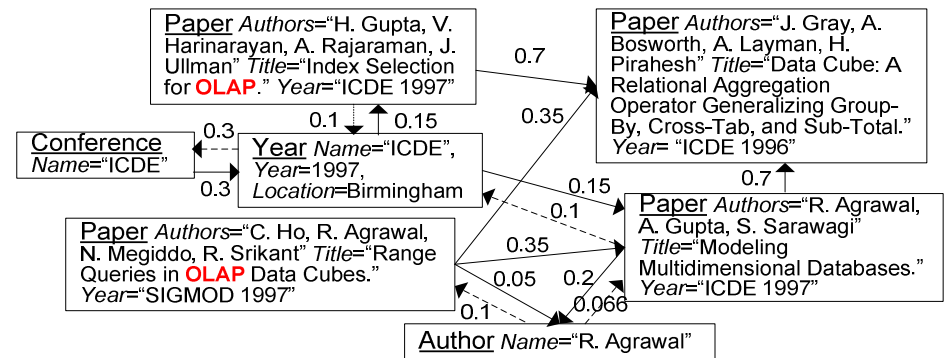 Paper Authors="H. Gupta, V.
Harinarayan, A. Rajaraman, J.
Ullman" Title="Index Selection
for OLAP." Year="ICDE 1997"
Paper Authors="J. Gray, A.
Bosworth, A. Layman, H.
Pirahesh" Title="Data Cube: A
Relational Aggregation
Operator Generalizing Group-
By, Cross-Tab, and Sub-Total."
Year= "ICDE 1996"
0.7
0.35
0.1
0.15
Conference
Name="ICDE"
0.3
0.3
Year Name="ICDE",
Year=1997,
Location=Birmingham
0.15
0.1
0.7
Paper Authors="C. Ho, R. Agrawal,
N. Megiddo, R. Srikant" Title="Range
Queries in OLAP Data Cubes."
Year="SIGMOD 1997"
Paper Authors="R. Agrawal,
A. Gupta, S. Sarawagi"
Title="Modeling
Multidimensional Databases."
Year="ICDE 1997"
0.35
0.05
0.2
0.066
0.1
Author Name="R. Agrawal"